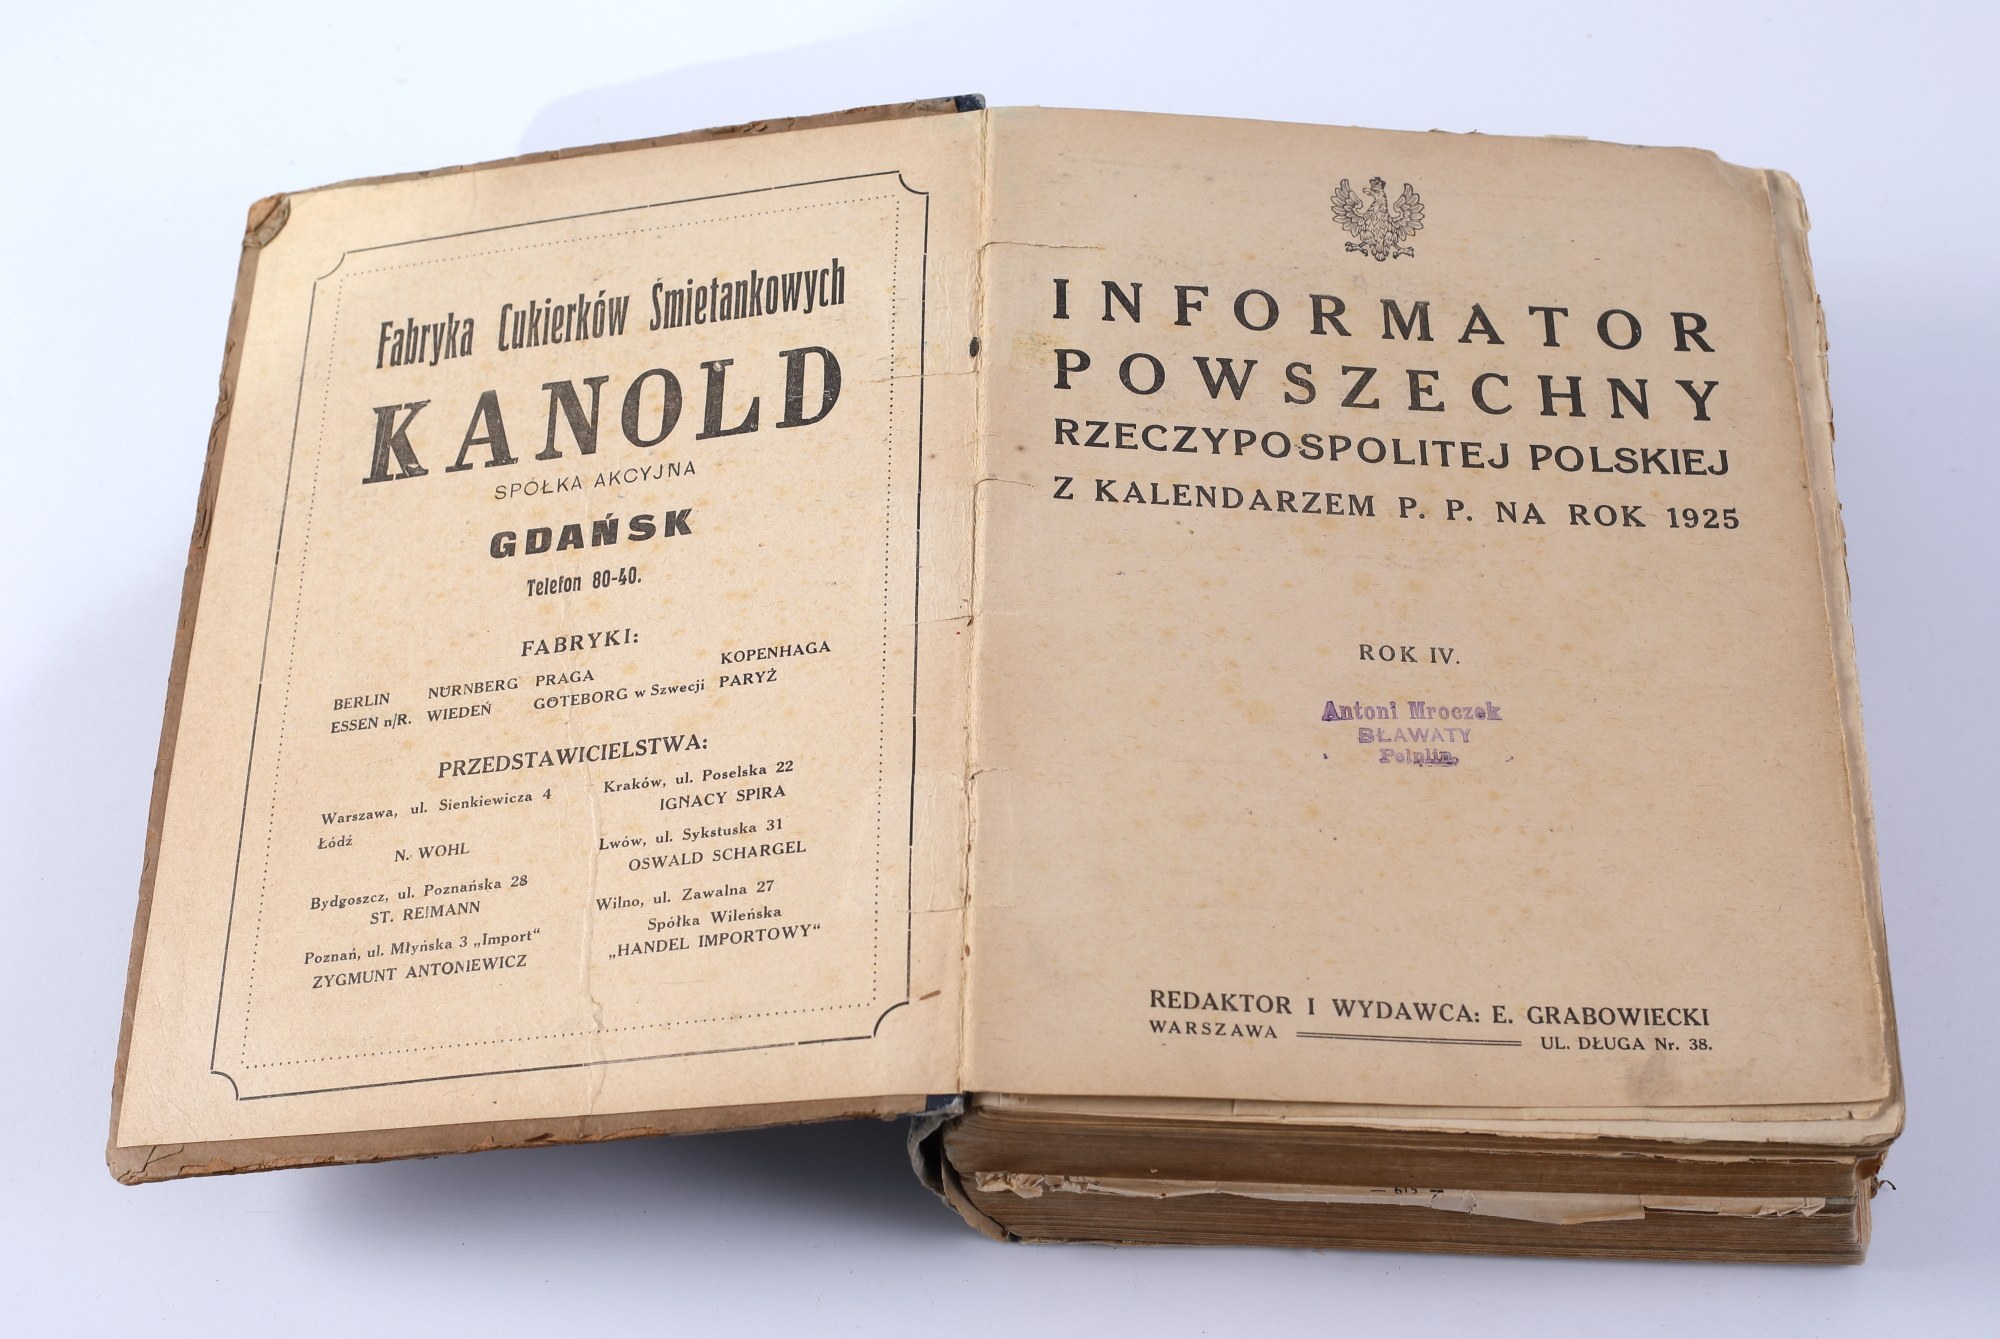 Fabryka Cukierków Śmietankowych
KANOLD
SPÓŁKA AKCYJNA
GDAŃSK
Telefon 80-40.
FABRYKI:
BERLIN NÜRNBERG PRAGA KOPENHAGA
ESSEN n/R. WIEDEŃ GÖTEBORG w Szwecji PARYŻ
PRZEDSTAWICIELSTWA:
Warszawa, ul. Sienkiewicza 4
Łódź
N. WOHL
Bydgoszcz, ul. Poznańska 28
ST. REIMANN
Poznań, ul. Młyńska 3 „Import“
ZYGMUNT ANTONIEWICZ
Kraków, ul. Poselska 22
IGNACY SPIRA
Lwów, ul. Sykstuska 31
OSWALD SCHARGEL
Wilno, ul. Zawalna 27
Spółka Wileńska
„HANDEL IMPORTOWY“
INFORMATOR
POWSZECHNY
RZECZYPOSPOLITEJ POLSKIEJ
Z KALENDARZEM P. P. NA ROK 1925
ROK IV.
Antoni Mroczek
BŁAWATY
Pelplin.
REDAKTOR I WYDAWCA: E. GRABOWIECKI
WARSZAWA UL. DŁUGA Nr. 38.